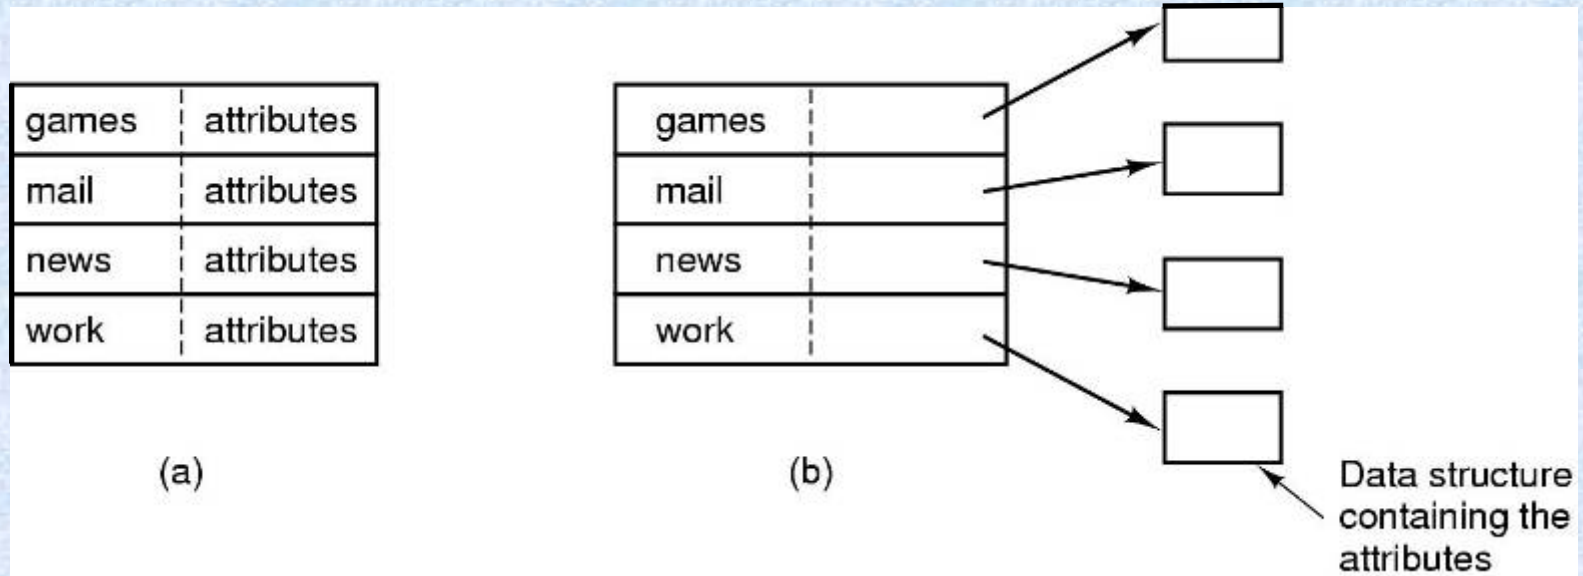 games attributes
mail attributes
news attributes
work attributes
(a)
games
mail
news
work
(b)
Data structure
containing the
attributes